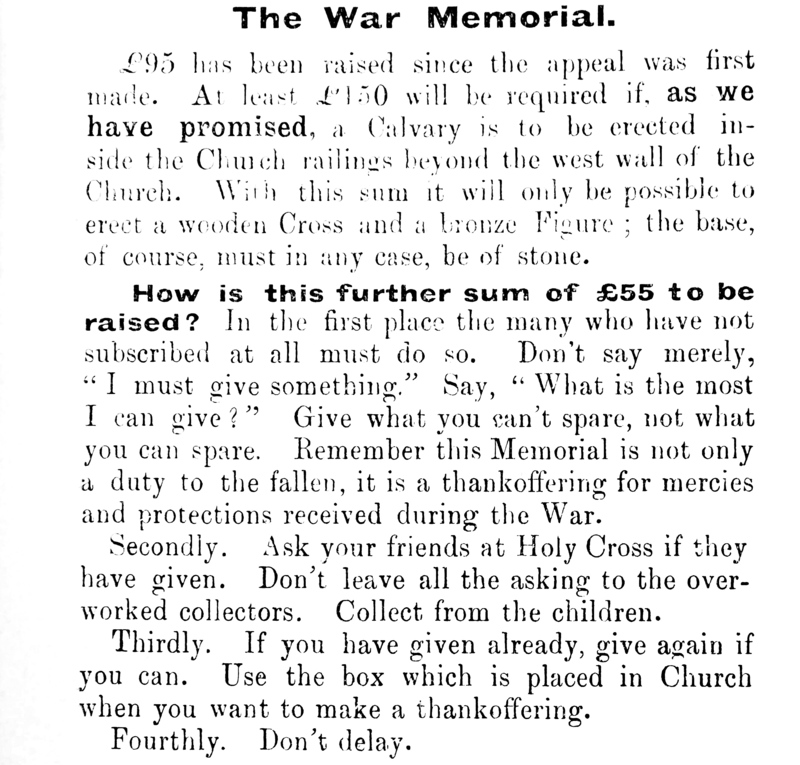 The War Memorial.
£95 has been raised since the appeal was first
made. At least £150 will be required if, as we
have promised, a Calvary is to be erected in-
side the Church railings beyond the west wall of the
Church. With this sum it will only be possible to
erect a wooden Cross and a bronze Figure ; the base,
of course, must in any case, be of stone.
How is this further sum of £55 to be
raised? In the first place the many who have not
subscribed at all must do so. Don't say merely,
“ I must give something.” Say, “ What is the most
I can give ? ” Give what you can't spare, not what
you can spare. Remember this Memorial is not only
a duty to the fallen, it is a thankoffering for mercies
and protections received during the War.
Secondly. Ask your friends at Holy Cross if they
have given. Don't leave all the asking to the over-
worked collectors. Collect from the children.
Thirdly. If you have given already, give again if
you can. Use the box which is placed in Church
when you want to make a thankoffering.
Fourthly. Don't delay.